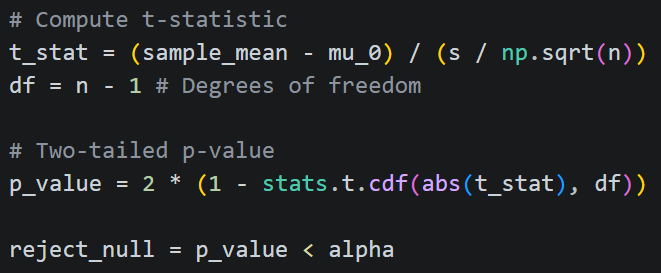 # Compute t-statistic
t_stat = (sample_mean - mu_0) / (s / np.sqrt(n))
df = n - 1 # Degrees of freedom
# Two-tailed p-value
p_value = 2 * (1 - stats.t.cdf(abs(t_stat), df))
reject_null = p_value < alpha